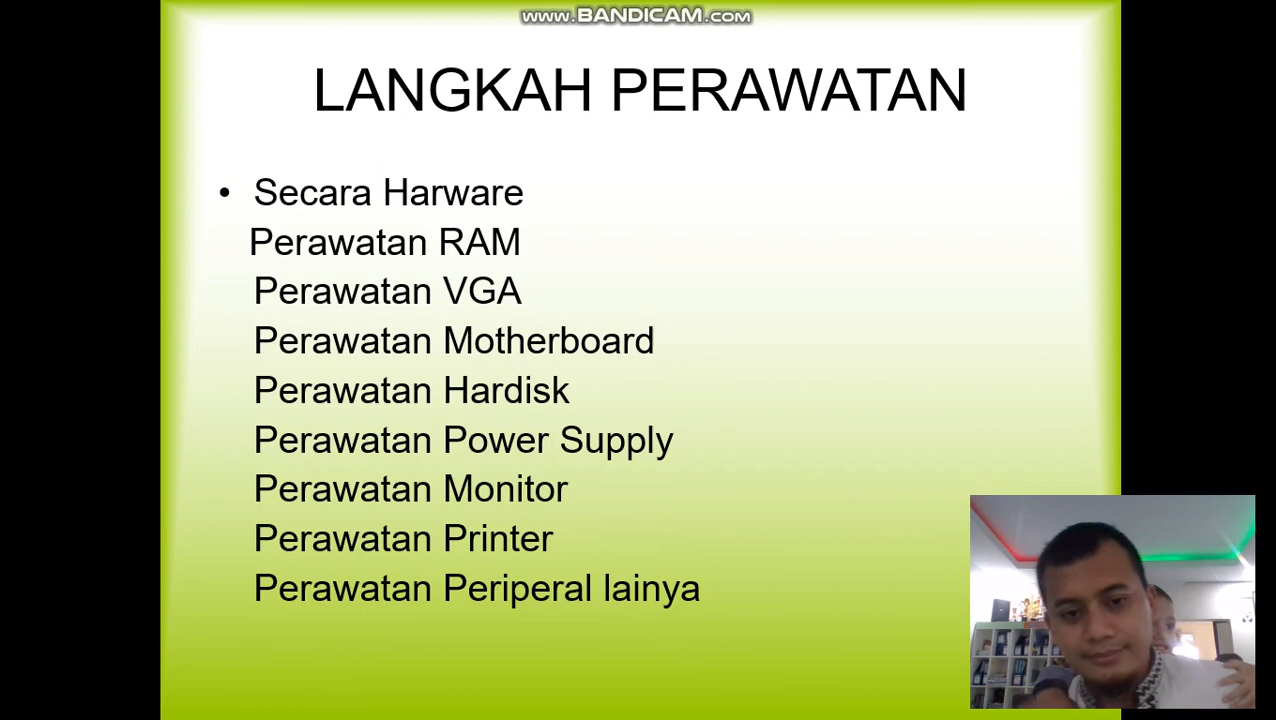 www.BANDICAM.com
LANGKAH PERAWATAN
• Secara Harware
Perawatan RAM
Perawatan VGA
Perawatan Motherboard
Perawatan Hardisk
Perawatan Power Supply
Perawatan Monitor
Perawatan Printer
Perawatan Periperal lainya